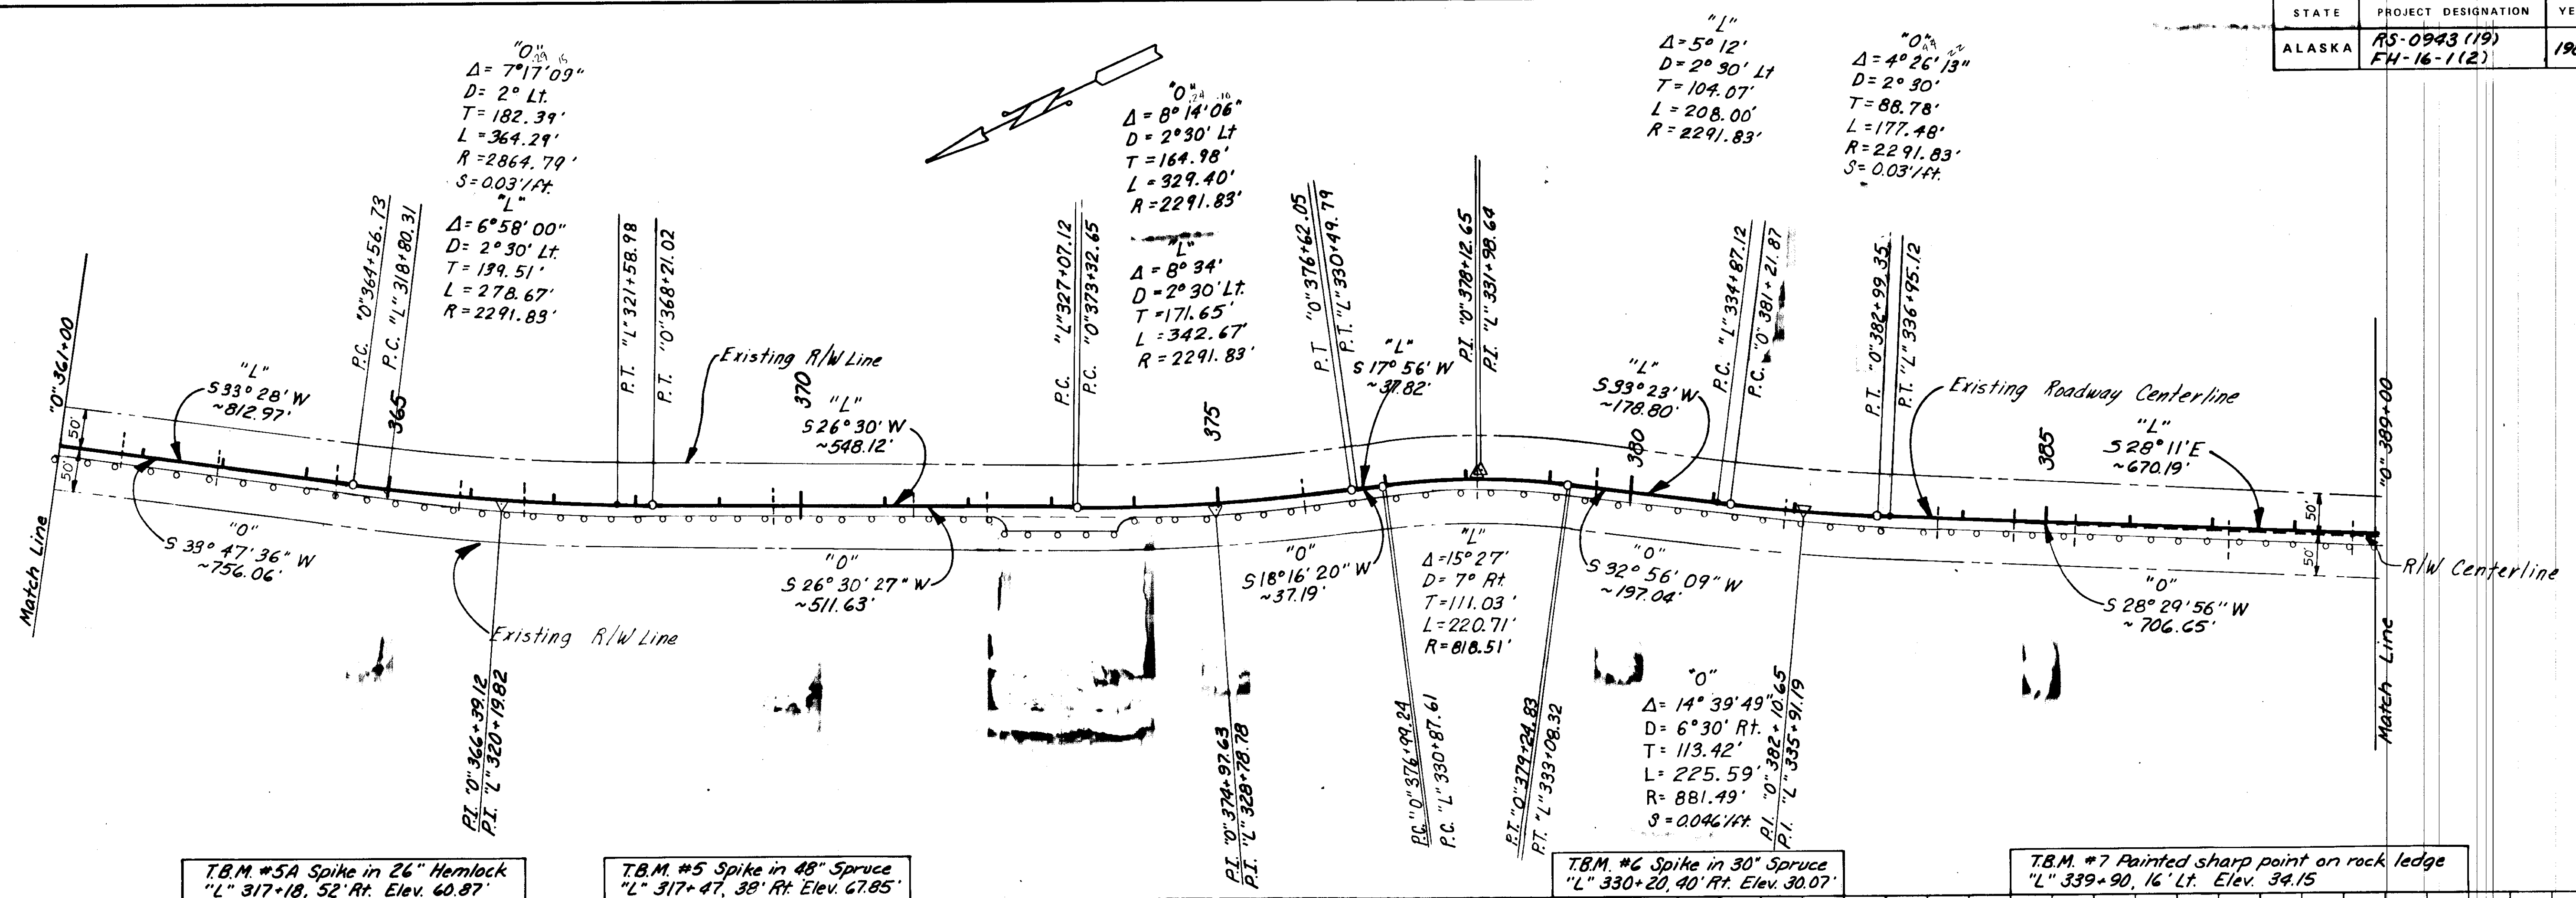 STATE
PROJECT DESIGNATION
ALASKA
RS-0943 (19)
FH-16-1(2)
"O"
Δ= 7°17'09"
D= 2° Lt.
T= 182.39'
L= 364.29'
R= 2864.79'
S= 0.03'/ft.
"L"
Δ= 6°58'00"
D= 2°30' Lt.
T= 139.51'
L= 278.67'
R= 2291.83'
"O"
Δ= 8°14'06"
D= 2°30' Lt
T= 164.98'
L= 329.40'
R= 2291.83'
"L"
Δ= 8°34'
D= 2°30' Lt.
T= 171.65'
L= 342.67'
R= 2291.83'
"L"
Δ= 5°12'
D= 2°30' Lt
T= 104.07'
L= 208.00'
R= 2291.83'
"O"
Δ= 4°26'13"
D= 2°30'
T= 88.78'
L= 177.48'
R= 2291.83'
S= 0.03'/ft.
"O" 361+00
P.C. "O" 364+56.73
P.C. "L" 318+80.31
P.T. "L" 321+58.98
P.T. "O" 368+21.02
P.C. "L" 327+07.12
P.C. "O" 373+32.65
P.T "O" 376+62.05
P.T. "L" 330+49.79
P.I. "O" 378+12.65
P.I. "L" 331+98.64
P.C. "L" 334+87.12
P.C. "O" 381+21.87
P.T. "O" 382+99.35
P.T. "L" 336+95.12
"O" 389+00
50'
50'
"L"
S 33° 28' W
~812.97'
365
Existing R/W Line
370
"L"
S 26° 30' W
~548.12'
375
"L"
S 17° 56' W
~37.82'
"L"
S 33° 23' W
~178.80'
380
Existing Roadway Centerline
385
"L"
S 28° 11' E
~670.19'
50'
50'
Match Line
"O"
S 33° 47' 36" W
~756.06'
Existing R/W Line
"O"
S 26° 30' 27" W
~511.63'
"O"
S 18° 16' 20" W
~37.19'
"L"
Δ= 15° 27'
D= 7° Rt
T= 111.03'
L= 220.71'
R= 818.51'
"O"
S 32° 56' 09" W
~197.04'
"O"
S 28° 29' 56" W
~706.65'
R/W Centerline
Match Line
P.I. "O" 366+39.12
P.I. "L" 320+19.82
P.I. "O" 374+97.63
P.I. "L" 328+78.78
P.C. "O" 376+99.24
P.C. "L" 330+87.61
P.T. "O" 379+24.83
P.T. "L" 333+08.32
"O"
Δ= 14° 39' 49"
D= 6° 30' Rt.
T= 113.42'
L= 225.59'
R= 881.49'
S= 0.046'/ft.
P.I. "O" 382+10.65
P.I. "L" 335+91.19
T.B.M. #5A Spike in 26" Hemlock
"L" 317+18, 52' Rt. Elev. 60.87'
T.B.M. #5 Spike in 48" Spruce
"L" 317+47, 38' Rt. Elev. 67.85'
T.B.M. #6 Spike in 30" Spruce
"L" 330+20, 40' Rt. Elev. 30.07'
T.B.M. #7 Painted sharp point on rock ledge
"L" 339+90, 16' Lt. Elev. 34.15